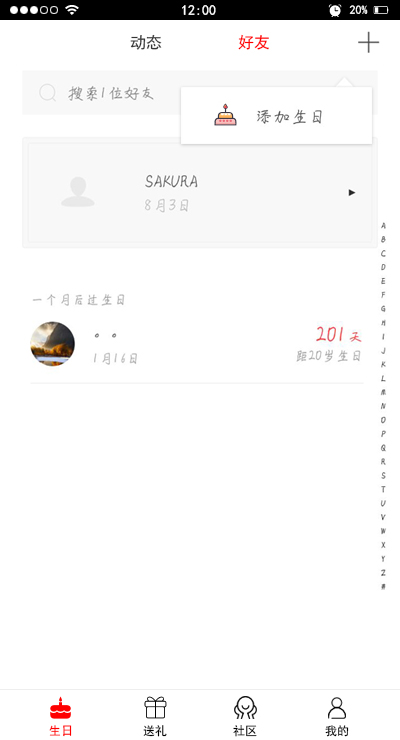 12:00
20%
动态
好友
搜索1位好友
添加生日
SAKURA
8月3日
一个月后过生日
。。
201天
1月16日
距20岁生日
A
B
C
D
E
F
G
H
I
J
K
L
M
N
O
P
Q
R
S
T
U
V
W
X
Y
Z
#
生日
送礼
社区
我的